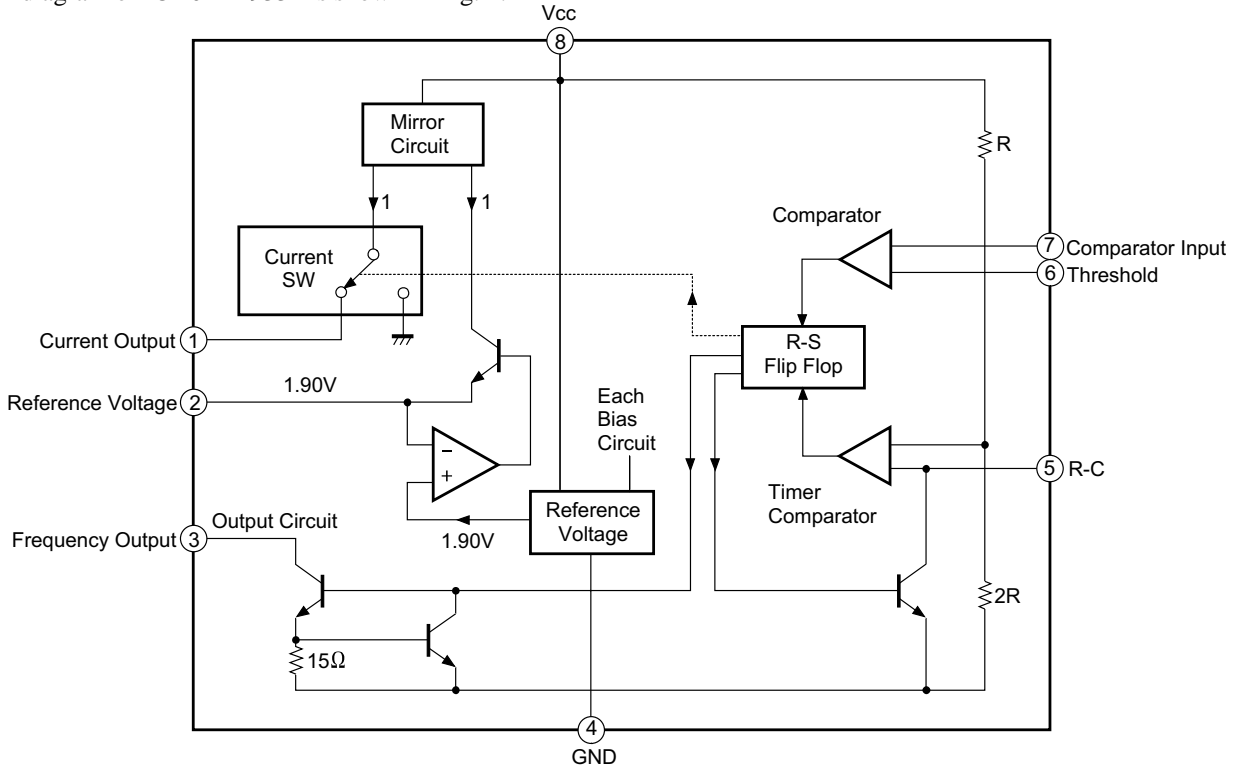 Vcc
8
Mirror
Circuit
R
1
1
Comparator
Current
SW
7 Comparator Input
6 Threshold
Current Output 1
R-S
Flip Flop
1.90V
Reference Voltage 2
Each
Bias
Circuit
−
+
5 R-C
Timer
Comparator
Reference
Voltage
Output Circuit
1.90V
Frequency Output 3
2R
15Ω
4
GND